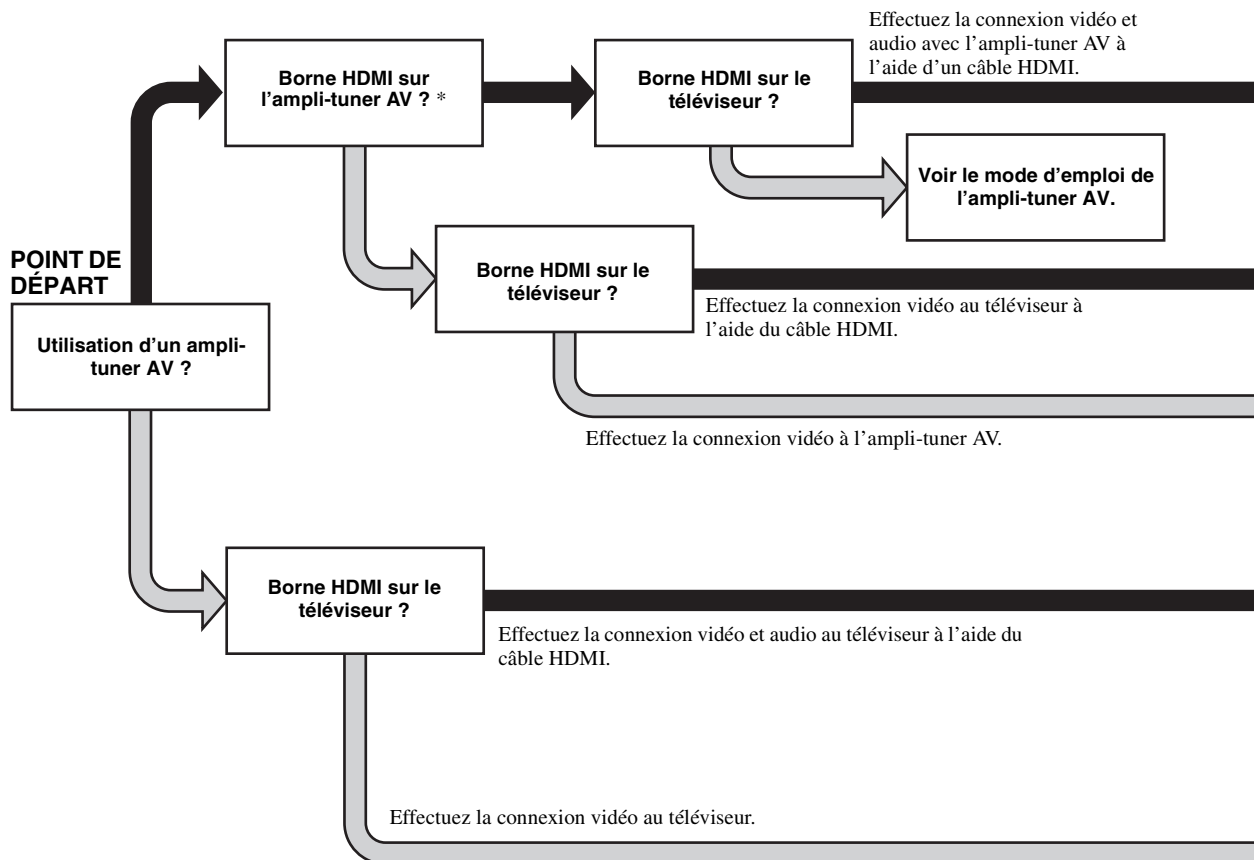 Effectuez la connexion vidéo et
audio avec l’ampli-tuner AV à
l’aide d’un câble HDMI.
Borne HDMI sur
l’ampli-tuner AV ? *
Borne HDMI sur le
téléviseur ?
Voir le mode d’emploi de
l’ampli-tuner AV.
POINT DE
DÉPART
Borne HDMI sur le
téléviseur ?
Effectuez la connexion vidéo au téléviseur à
l’aide du câble HDMI.
Utilisation d’un ampli-
tuner AV ?
Effectuez la connexion vidéo à l’ampli-tuner AV.
Borne HDMI sur le
téléviseur ?
Effectuez la connexion vidéo et audio au téléviseur à l’aide du
câble HDMI.
Effectuez la connexion vidéo au téléviseur.